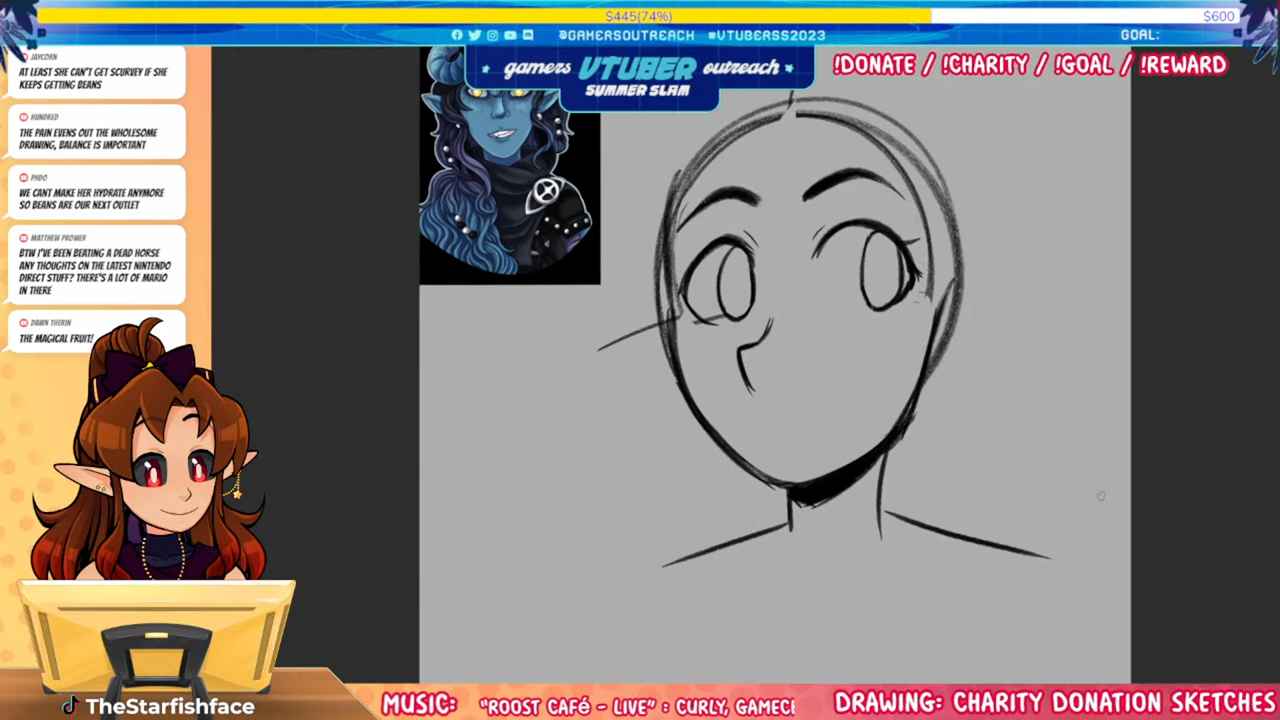 $445(74%)
$600
@GAMERSOUTREACH #VTUBERSS2023
GOAL:
gamers VTUBER outreach
SUMMER SLAM
!DONATE / !CHARITY / !GOAL / !REWARD
JAYCORN
AT LEAST SHE CAN'T GET SCURVEY IF SHE
KEEPS GETTING BEANS
HUNDRED
THE PAIN EVENS OUT THE WHOLESOME
DRAWING, BALANCE IS IMPORTANT
PHDO
WE CANT MAKE HER HYDRATE ANYMORE
SO BEANS ARE OUR NEXT OUTLET
MATTHEW PROWER
BTW I'VE BEEN BEATING A DEAD HORSE
ANY THOUGHTS ON THE LATEST NINTENDO
DIRECT STUFF? THERE'S A LOT OF MARIO
IN THERE
DAWN THERIN
THE MAGICAL FRUIT!
TheStarfishface
MUSIC:
"ROOST CAFé - LIVE" : CURLY, GAMECH
DRAWING: CHARITY DONATION SKETCHES